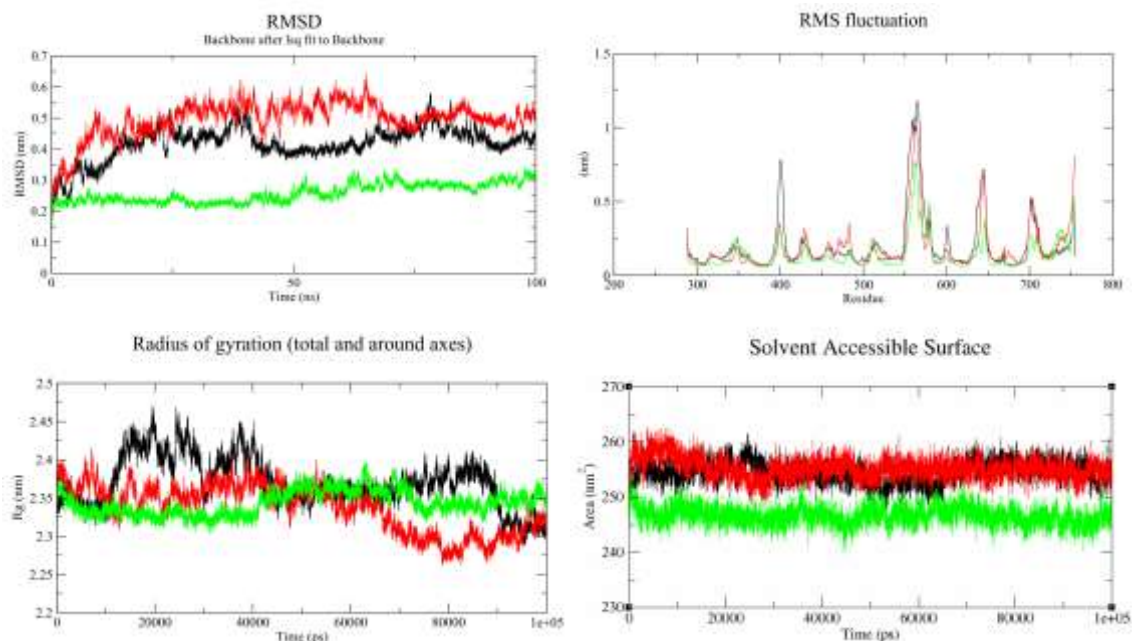 RMSD
Backbone after lsq fit to Backbone
0.7
0.6
0.5
0.4
0.3
0.2
0.1
0
RMSD (nm)
0
50
100
Time (ns)
RMS fluctuation
1.5
1
0.5
0
(nm)
200
300
400
500
600
700
800
Residue
Radius of gyration (total and around axes)
2.5
2.45
2.4
2.35
2.3
2.25
2.2
Rg (nm)
0
20000
40000
60000
80000
1e+05
Time (ps)
Solvent Accessible Surface
270
260
250
240
230
Area (nm²)
0
20000
40000
60000
80000
1e+05
Time (ps)